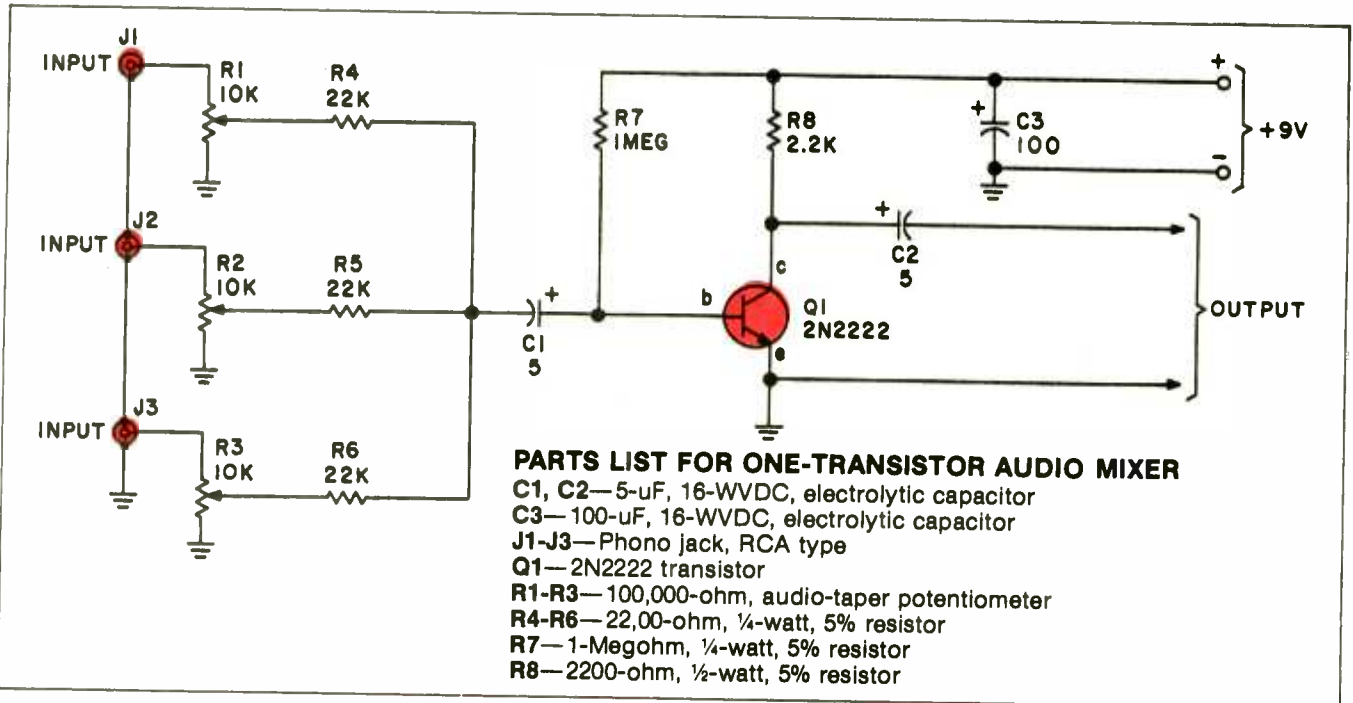 J1
INPUT
R1
10K
R4
22K
J2
INPUT
R2
10K
R5
22K
J3
INPUT
R3
10K
R6
22K
C1
5
+
R7
1MEG
R8
2.2K
+
C3
100
+
-
+9V
+
C2
5
b
c
e
Q1
2N2222
OUTPUT
PARTS LIST FOR ONE-TRANSISTOR AUDIO MIXER
C1, C2—5-uF, 16-WVDC, electrolytic capacitor
C3—100-uF, 16-WVDC, electrolytic capacitor
J1-J3—Phono jack, RCA type
Q1—2N2222 transistor
R1-R3—100,000-ohm, audio-taper potentiometer
R4-R6—22,00-ohm, ¼-watt, 5% resistor
R7—1-Megohm, ¼-watt, 5% resistor
R8—2200-ohm, ½-watt, 5% resistor